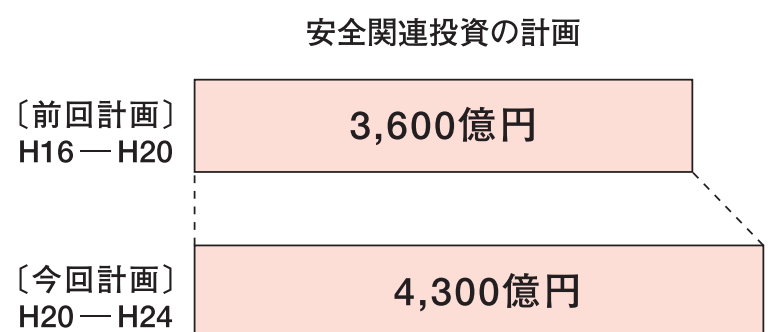 安全関連投資の計画
〔前回計画〕
H16―H20
3,600億円
〔今回計画〕
H20―H24
4,300億円